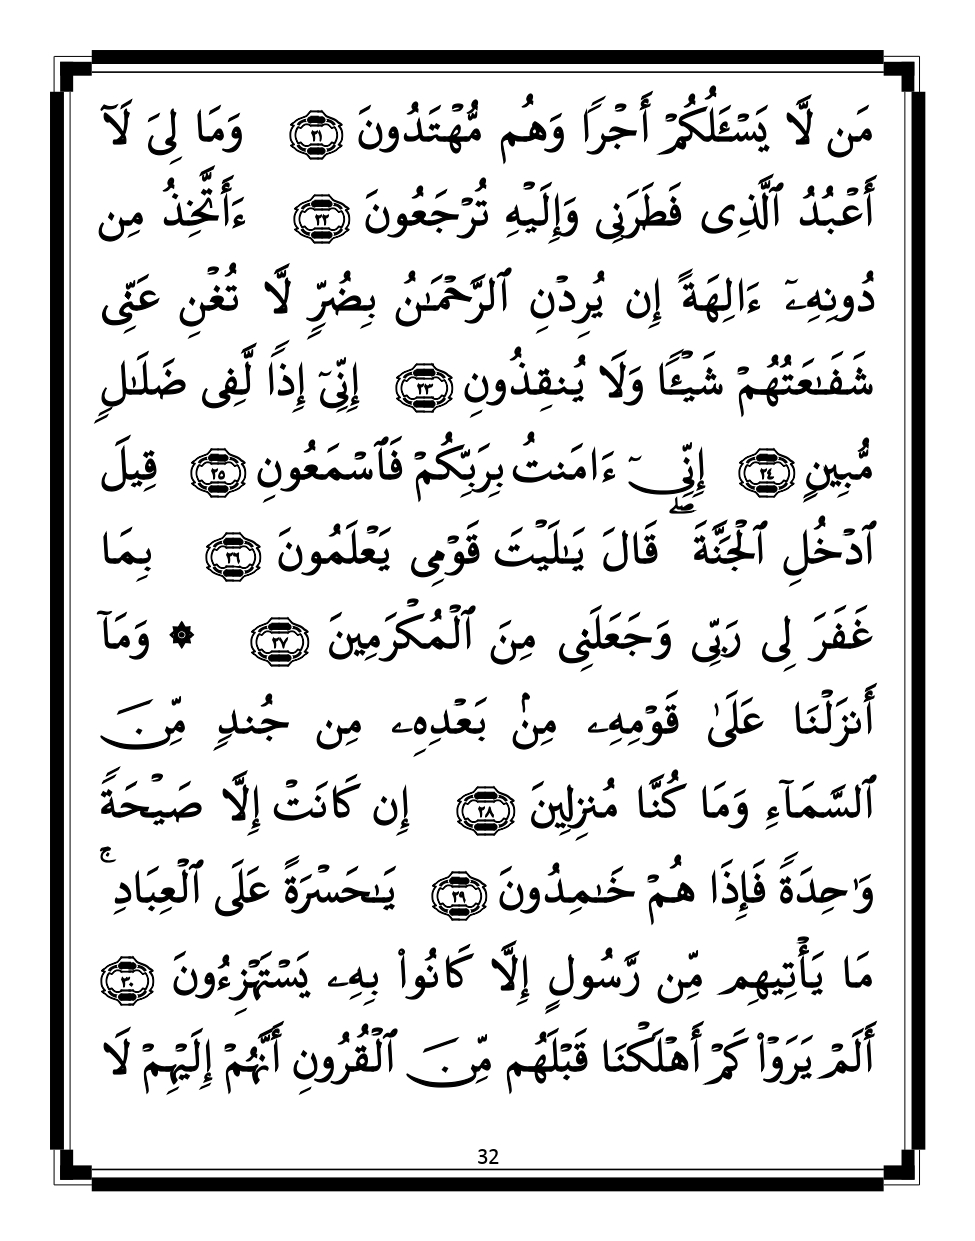 مَن لَّا يَسْـَٔلُكُمْ أَجْرًا وَهُم مُّهْتَدُونَ ٢١ وَمَا لِىَ لَآ
أَعْبُدُ ٱلَّذِى فَطَرَنِى وَإِلَيْهِ تُرْجَعُونَ ٢٢ ءَأَتَّخِذُ مِن
دُونِهِۦٓ ءَالِهَةً إِن يُرِدْنِ ٱلرَّحْمَـٰنُ بِضُرٍّ لَّا تُغْنِ عَنِّى
شَفَـٰعَتُهُمْ شَيْـًٔا وَلَا يُنقِذُونِ ٢٣ إِنِّىٓ إِذًا لَّفِى ضَلَـٰلٍ
مُّبِينٍ ٢٤ إِنِّىٓ ءَامَنتُ بِرَبِّكُمْ فَٱسْمَعُونِ ٢٥ قِيلَ
ٱدْخُلِ ٱلْجَنَّةَ ۖ قَالَ يَـٰلَيْتَ قَوْمِى يَعْلَمُونَ ٢٦ بِمَا
غَفَرَ لِى رَبِّى وَجَعَلَنِى مِنَ ٱلْمُكْرَمِينَ ٢٧ ۞ وَمَآ
أَنزَلْنَا عَلَىٰ قَوْمِهِۦ مِنۢ بَعْدِهِۦ مِن جُندٍ مِّنَ
ٱلسَّمَآءِ وَمَا كُنَّا مُنزِلِينَ ٢٨ إِن كَانَتْ إِلَّا صَيْحَةً
وَٰحِدَةً فَإِذَا هُمْ خَـٰمِدُونَ ٢٩ يَـٰحَسْرَةً عَلَى ٱلْعِبَادِ ۚ
مَا يَأْتِيهِم مِّن رَّسُولٍ إِلَّا كَانُوا۟ بِهِۦ يَسْتَهْزِءُونَ ٣٠
أَلَمْ يَرَوْا۟ كَمْ أَهْلَكْنَا قَبْلَهُم مِّنَ ٱلْقُرُونِ أَنَّهُمْ إِلَيْهِمْ لَا
32